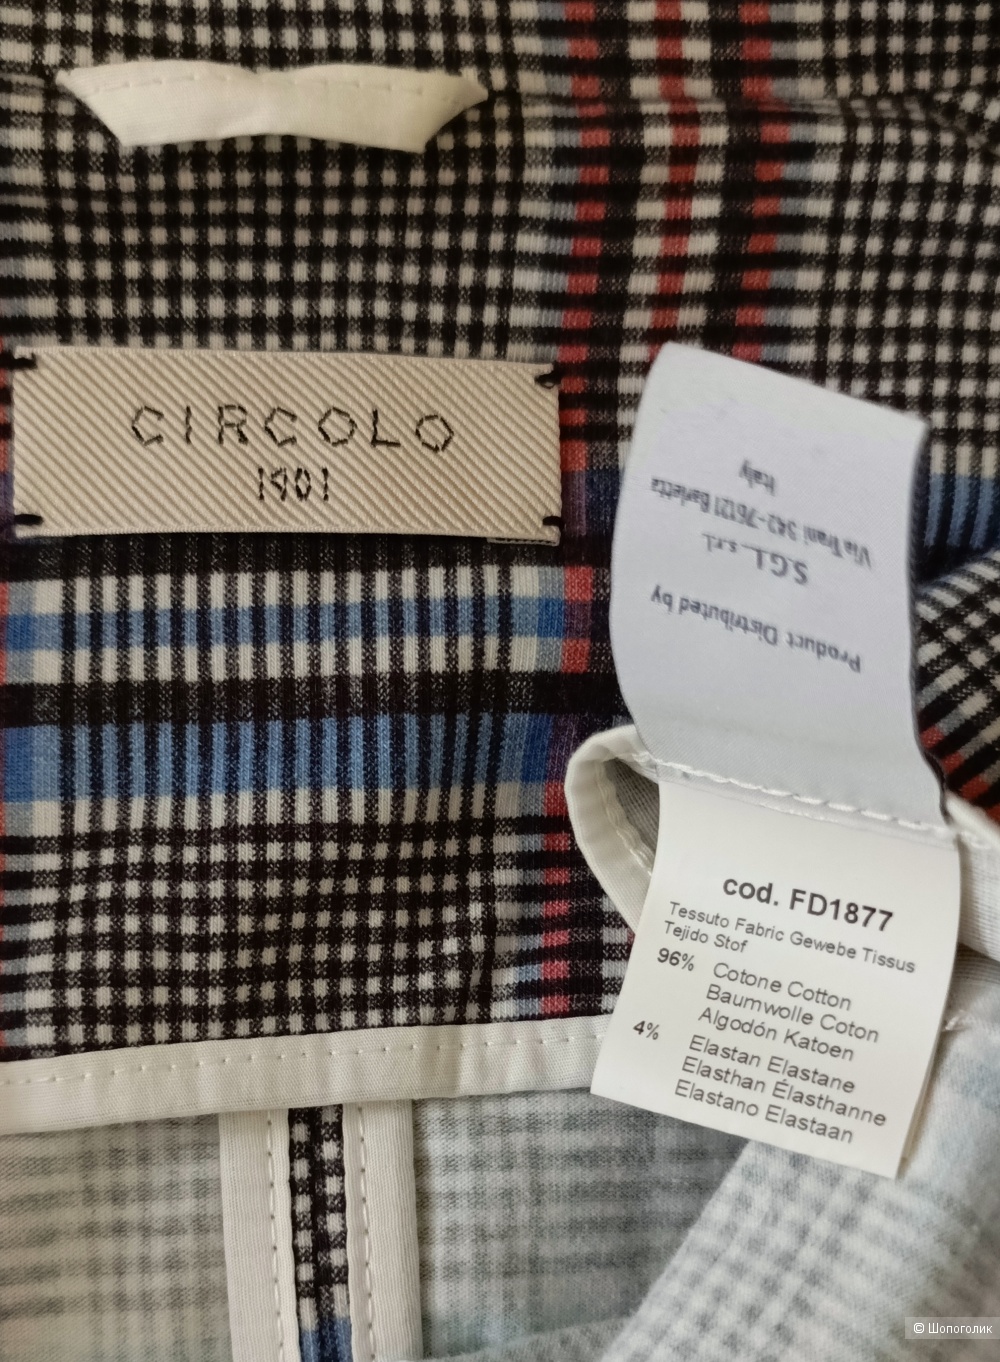 CIRCOLO
1901
Product Distributed by
S.G.I. s.r.l.
Via Trani 342-76121 Barletta
Italy
cod. FD1877
Tessuto Fabric Gewebe Tissus
Tejido Stof
96% Cotone Cotton
Baumwolle Coton
Algodón Katoen
4% Elastan Elastane
Elasthan Élasthanne
Elastano Elastaan
© Шопоголик